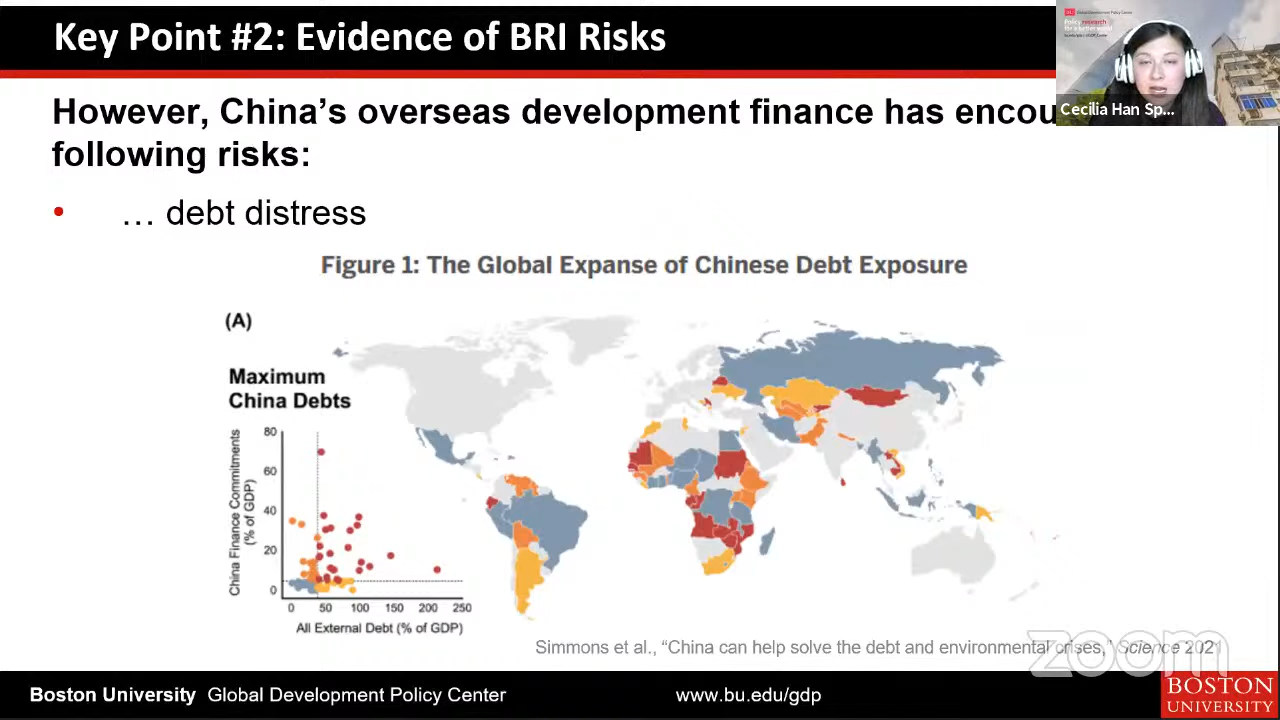 Key Point #2: Evidence of BRI Risks
However, China's overseas development finance has encou
following risks:
• … debt distress
Figure 1: The Global Expanse of Chinese Debt Exposure
(A)
Maximum
China Debts
China Finance Commitments
(% of GDP)
80
60
40
20
0
0 50 100 150 200 250
All External Debt (% of GDP)
Simmons et al., “China can help solve the debt and environmental crises,” Science 2021
zoom
Boston University Global Development Policy Center
www.bu.edu/gdp
BOSTON
UNIVERSITY
Cecilia Han Sp...
Policy research